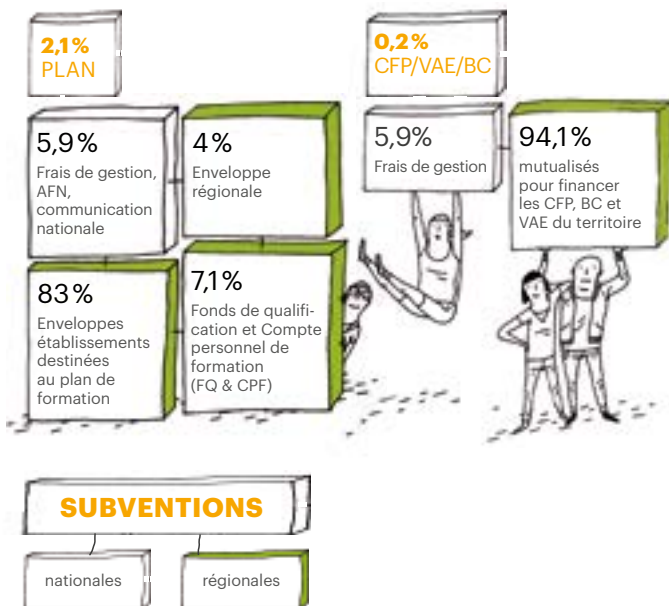 2,1%
PLAN
0,2%
CFP/VAE/BC
5,9%
Frais de gestion,
AFN,
communication
nationale
4%
Enveloppe
régionale
5,9%
Frais de gestion
94,1%
mutualisés
pour financer
les CFP, BC et
VAE du territoire
83%
Enveloppes
établissements
destinées
au plan de
formation
7,1%
Fonds de qualifi-
cation et Compte
personnel de
formation
(FQ & CPF)
SUBVENTIONS
nationales
régionales